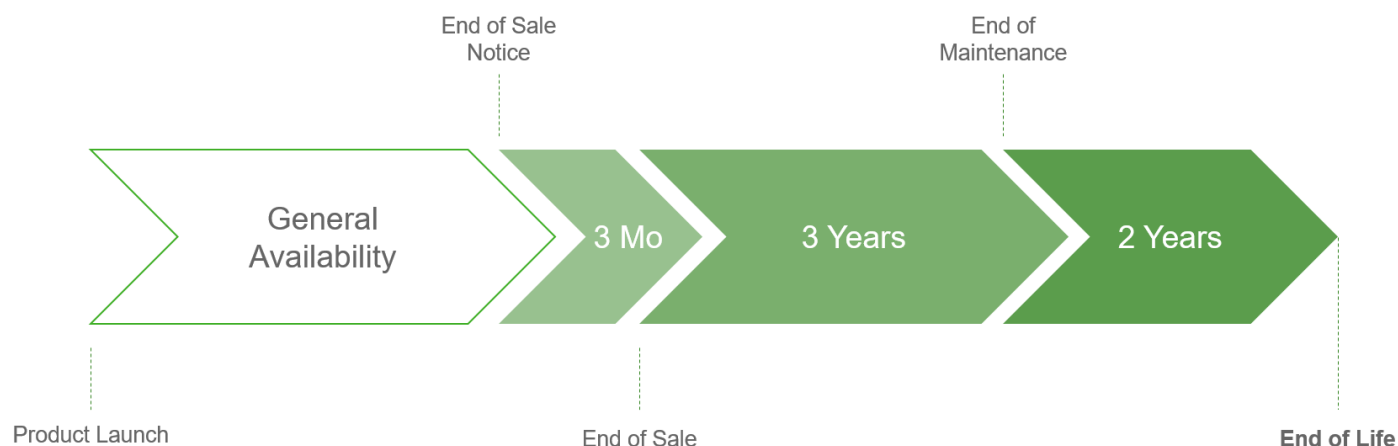 End of Sale
Notice
End of
Maintenance
General
Availability
3 Mo
3 Years
2 Years
Product Launch
End of Sale
End of Life